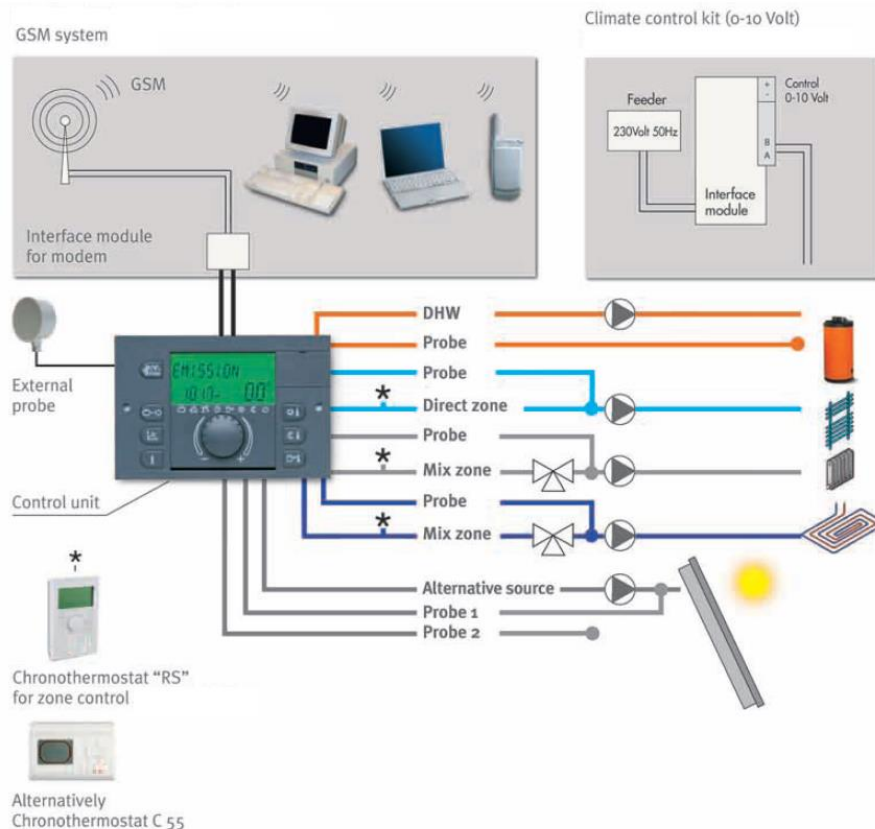 GSM system
Climate control kit (0-10 Volt)
GSM
Interface module
for modem
Feeder
230Volt 50Hz
+
-
Control
0-10 Volt
B
A
Interface
module
External
probe
EMISSION
DHW
Probe
Probe
* Direct zone
Probe
* Mix zone
Probe
* Mix zone
Control unit
Alternative source
Probe 1
Probe 2
*
Chronothermostat “RS”
for zone control
Alternatively
Chronothermostat C 55